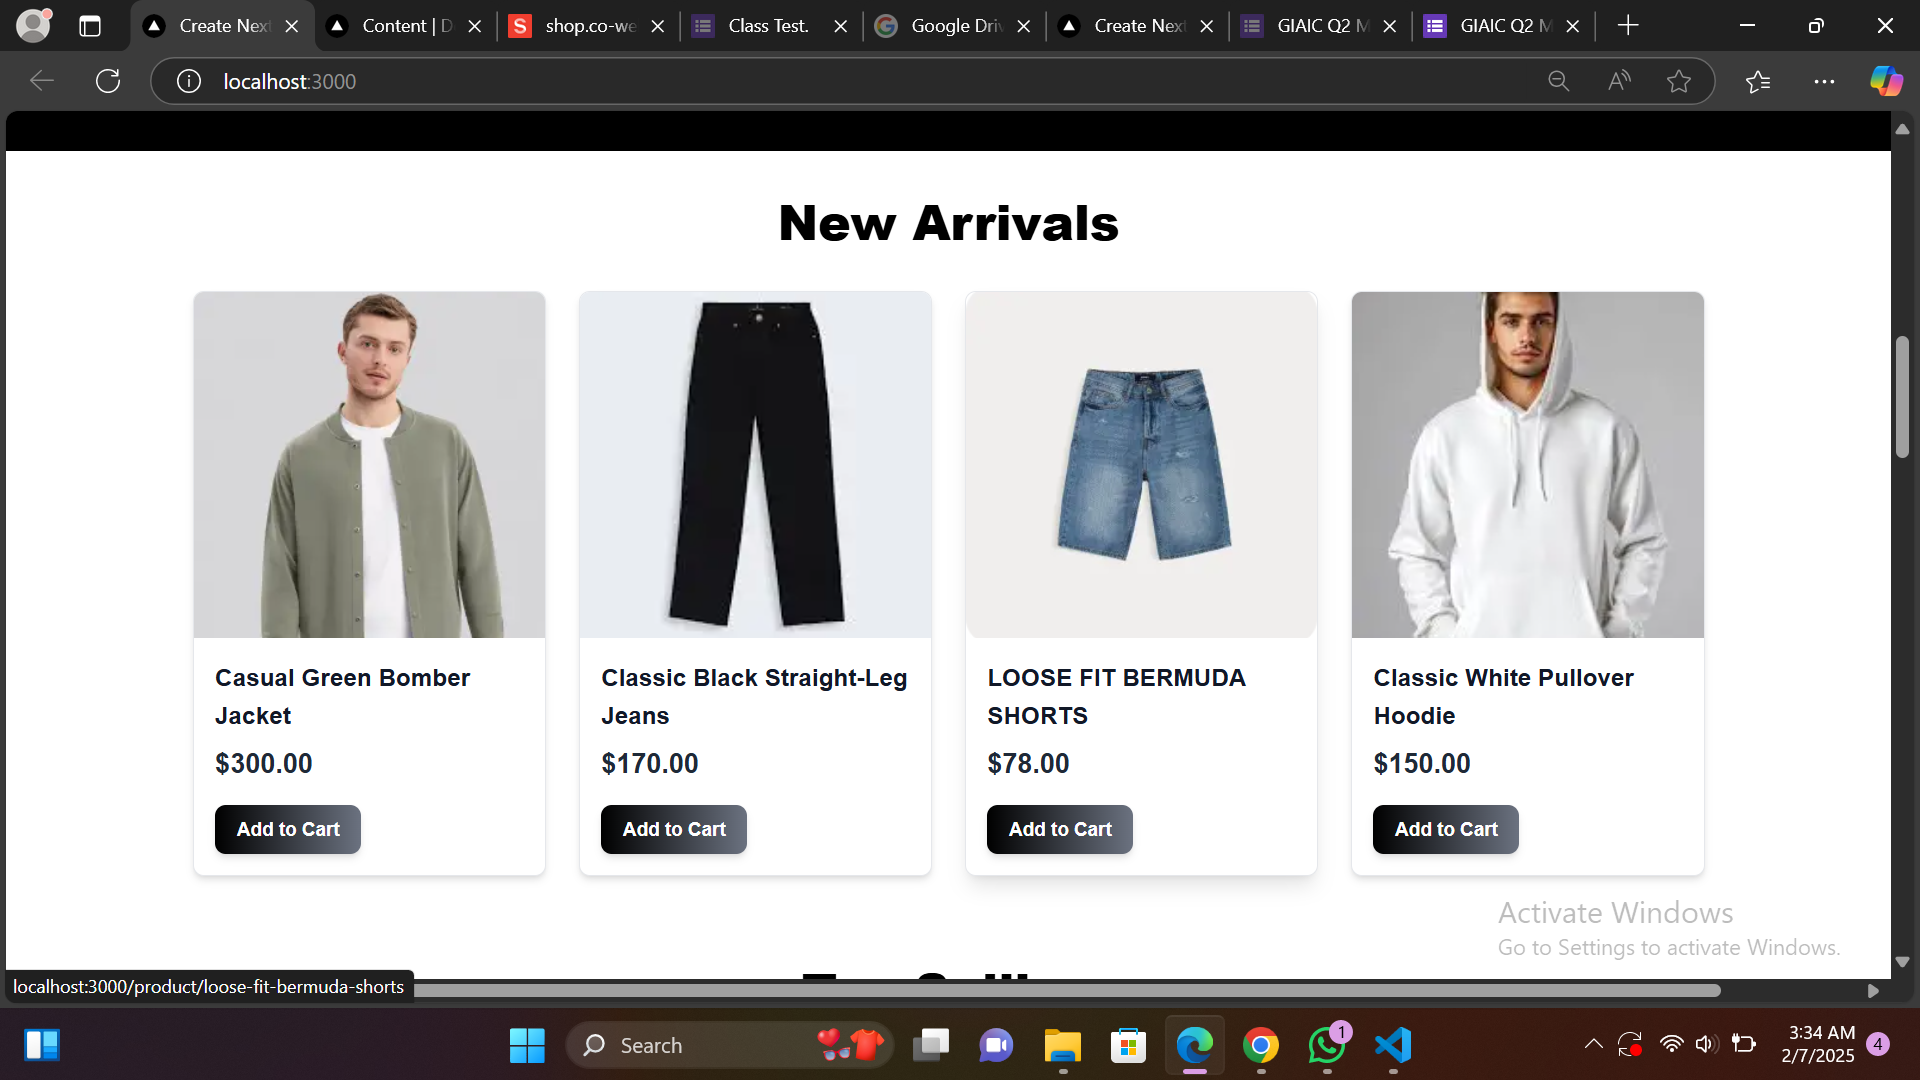 Create Nex
Content | D
shop.co-we
Class Test.
Google Driv
Create Nex
GIAIC Q2 M
GIAIC Q2 M
localhost:3000
New Arrivals
Casual Green Bomber
Jacket
$300.00
Add to Cart
Classic Black Straight-Leg
Jeans
$170.00
Add to Cart
LOOSE FIT BERMUDA
SHORTS
$78.00
Add to Cart
Classic White Pullover
Hoodie
$150.00
Add to Cart
Activate Windows
Go to Settings to activate Windows.
localhost:3000/product/loose-fit-bermuda-shorts
Search
1
3:34 AM
2/7/2025
4